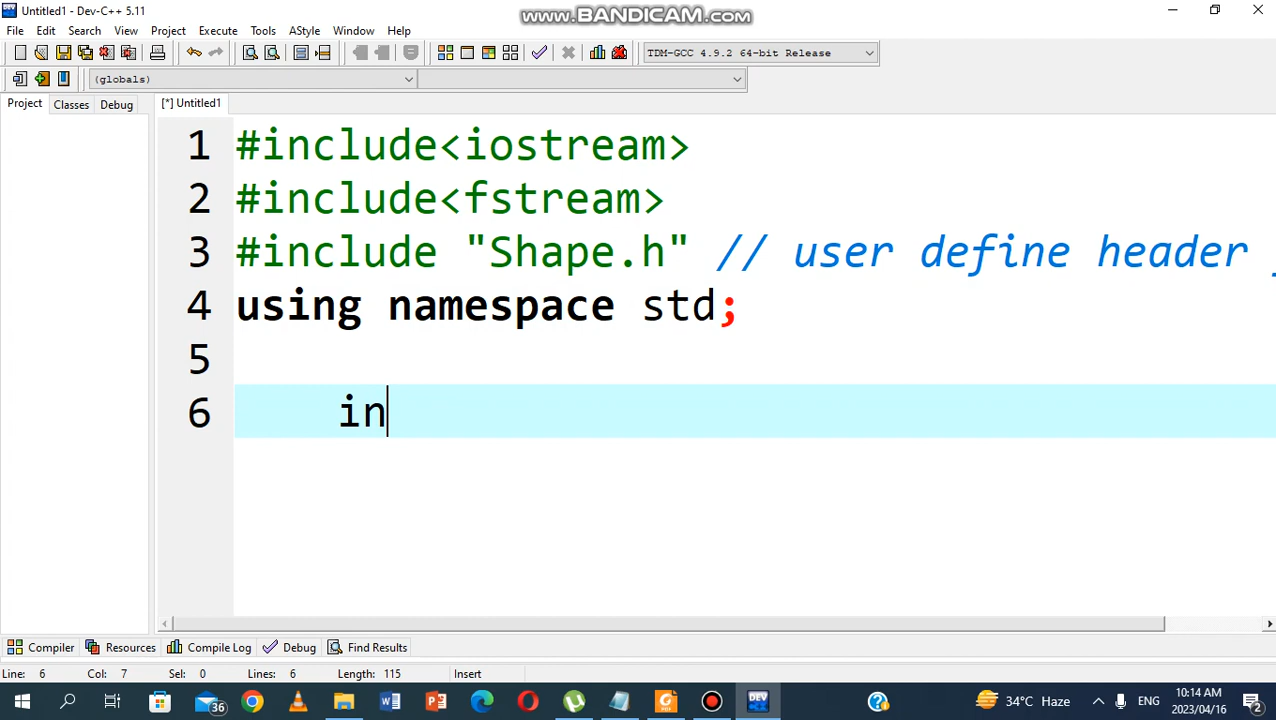 www.BANDICAM.com
Untitled1 - Dev-C++ 5.11
File Edit Search View Project Execute Tools AStyle Window Help
TDM-GCC 4.9.2 64-bit Release
(globals)
Project Classes Debug [*] Untitled1
1 #include<iostream>
2 #include<fstream>
3 #include "Shape.h" // user define header
4 using namespace std;
5
6 in
Compiler Resources Compile Log Debug Find Results
Line: 6 Col: 7 Sel: 0 Lines: 6 Length: 115 Insert
36 34°C Haze ENG 10:14 AM 2023/04/16 2